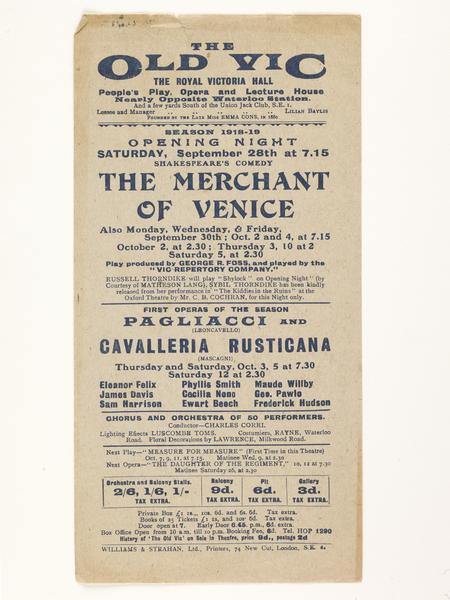 THE
OLD VIC
THE ROYAL VICTORIA HALL
People's Play, Opera and Lecture House
Nearly Opposite Waterloo Station.
And a few yards South of the Union Jack Club, S.E. 1.
Lessee and Manager .. .. .. .. .. LILIAN BAYLIS
FOUNDED BY THE LATE MISS EMMA CONS, IN 1880
SEASON 1918-19
OPENING NIGHT
SATURDAY, September 28th at 7.15
SHAKESPEARE'S COMEDY
THE MERCHANT
OF VENICE
Also Monday, Wednesday, & Friday,
September 30th; Oct. 2 and 4, at 7.15
October 2, at 2.30; Thursday 3, 10 at 2
Saturday 5, at 2.30
Play produced by GEORGE R. FOSS, and played by the
"VIC REPERTORY COMPANY."
RUSSELL THORNDIKE will play "Shylock" on Opening Night (by
Courtesy of MATHESON LANG), SYBIL THORNDIKE has been kindly
released from her performance in "The Kiddies in the Ruins" at the
Oxford Theatre by Mr. C. B. COCHRAN, for this Night only.
FIRST OPERAS OF THE SEASON
PAGLIACCI AND
(LEONCAVELLO)
CAVALLERIA RUSTICANA
(MASCAGNI)
Thursday and Saturday, Oct. 3, 5 at 7.30
Saturday 12 at 2.30
Eleanor Felix Phyllis Smith Maude Willby
James Davis Cecilia Nono Geo. Pawlo
Sam Harrison Ewart Beech Frederick Hudson
CHORUS AND ORCHESTRA OF 50 PERFORMERS.
Conductor—CHARLES CORRI.
Lighting Effects LUSCOMBE TOMS. Costumiers, RAYNE, Waterloo
Road. Floral Decorations by LAWRENCE, Milkwood Road.
Next Play—"MEASURE FOR MEASURE" (First Time in this Theatre)
Oct. 7, 9, 11, at 7.15. Matinee Wed. 9, at 2.30
Next Opera—"THE DAUGHTER OF THE REGIMENT," 10, 12 at 7.30
Matinee Saturday 26, at 2.30
Orchestra and Balcony Stalls. Balcony Pit Gallery
2/6, 1/6, 1/- 9d. 6d. 3d.
TAX EXTRA. TAX EXTRA. TAX EXTRA. TAX EXTRA.
Private Box £1 1s., 10s. 6d. and 8s. 6d. Tax extra.
Books of 25 Tickets £1 1s, and 10s 6d. Tax extra.
Door open at 7. Early Door 6.45 p.m., 6d. extra.
Box Office Open from 10 a.m. till 10 p.m. Booking Fee, 6d. Tel. HOP 1290
History of 'The Old Vic' on Sale in Theatre, price 9d., postage 2d
WILLIAMS & STRAHAN, Ltd., Printers, 74 New Cut, London, S.E. 1.